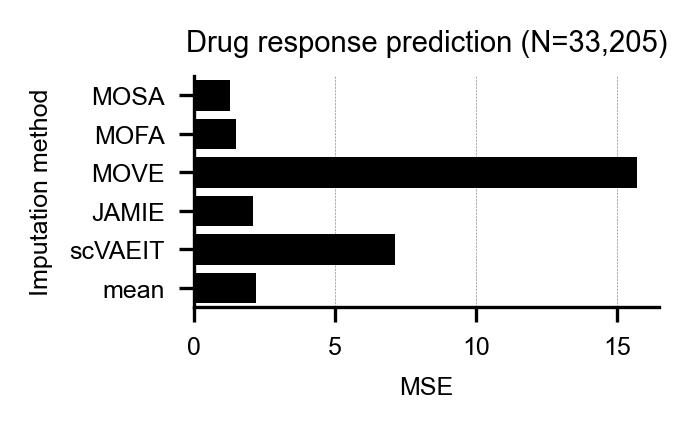 Drug response prediction (N=33,205)
Imputation method
MOSA
MOFA
MOVE
JAMIE
scVAEIT
mean
0 5 10 15
MSE